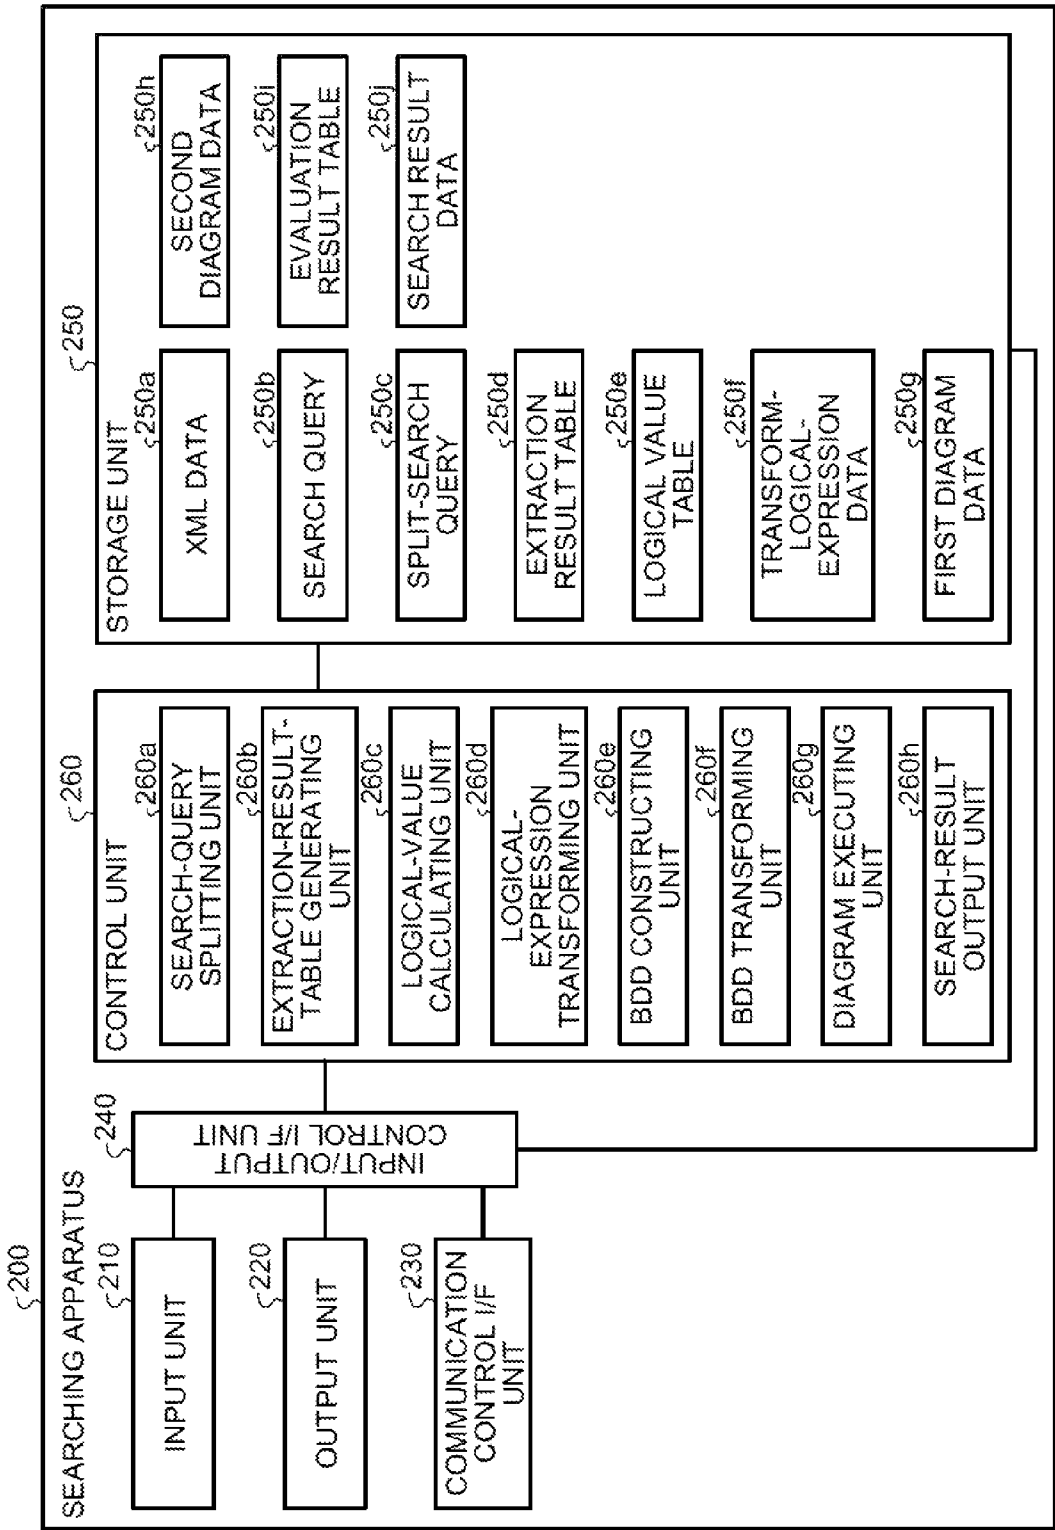 200
SEARCHING APPARATUS
210
INPUT UNIT
220
OUTPUT UNIT
230
COMMUNICATION
CONTROL I/F
UNIT
240
INPUT/OUTPUT
CONTROL I/F UNIT
260
CONTROL UNIT
260a
SEARCH-QUERY
SPLITTING UNIT
260b
EXTRACTION-RESULT-
TABLE GENERATING
UNIT
260c
LOGICAL-VALUE
CALCULATING UNIT
260d
LOGICAL-
EXPRESSION
TRANSFORMING UNIT
260e
BDD CONSTRUCTING
UNIT
260f
BDD TRANSFORMING
UNIT
260g
DIAGRAM EXECUTING
UNIT
260h
SEARCH-RESULT
OUTPUT UNIT
250
STORAGE UNIT
250a
XML DATA
250b
SEARCH QUERY
250c
SPLIT-SEARCH
QUERY
250d
EXTRACTION
RESULT TABLE
250e
LOGICAL VALUE
TABLE
250f
TRANSFORM-
LOGICAL-
EXPRESSION
DATA
250g
FIRST DIAGRAM
DATA
250h
SECOND
DIAGRAM DATA
250i
EVALUATION
RESULT TABLE
250j
SEARCH RESULT
DATA